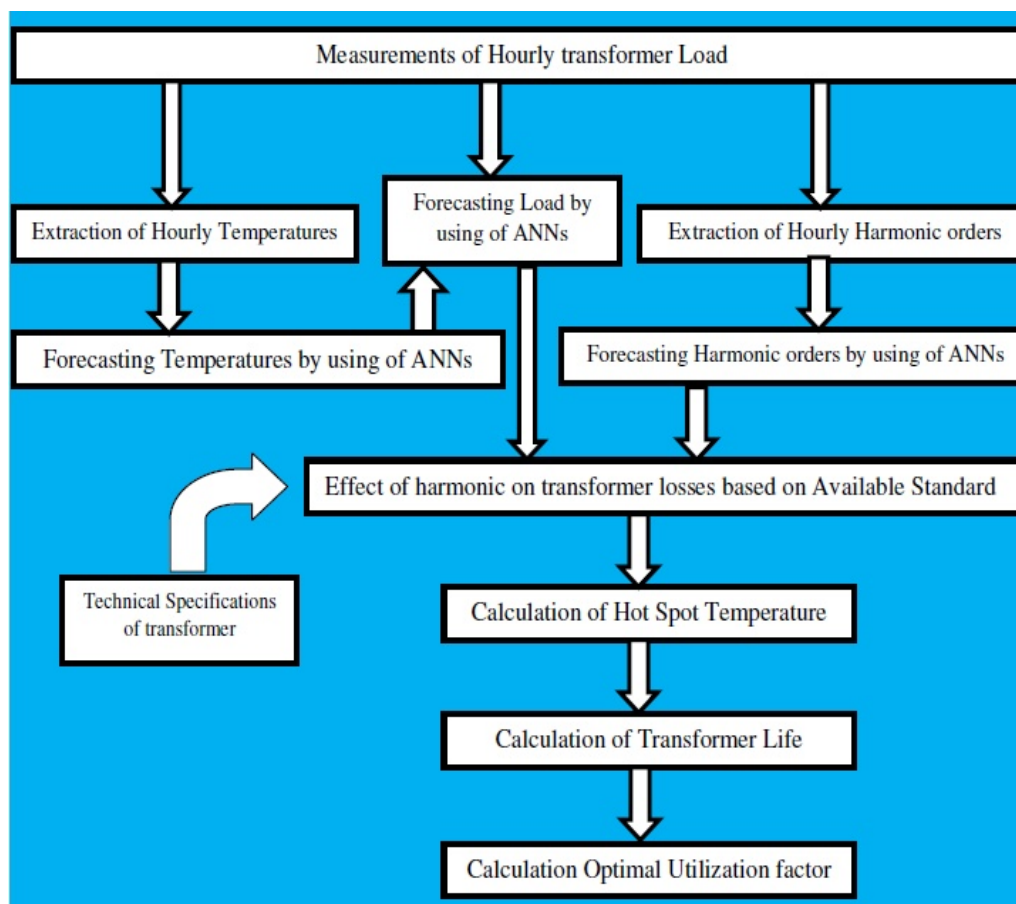 Measurements of Hourly transformer Load
Forecasting Load by
using of ANNs
Extraction of Hourly Temperatures
Extraction of Hourly Harmonic orders
Forecasting Temperatures by using of ANNs
Forecasting Harmonic orders by using of ANNs
Effect of harmonic on transformer losses based on Available Standard
Technical Specifications
of transformer
Calculation of Hot Spot Temperature
Calculation of Transformer Life
Calculation Optimal Utilization factor